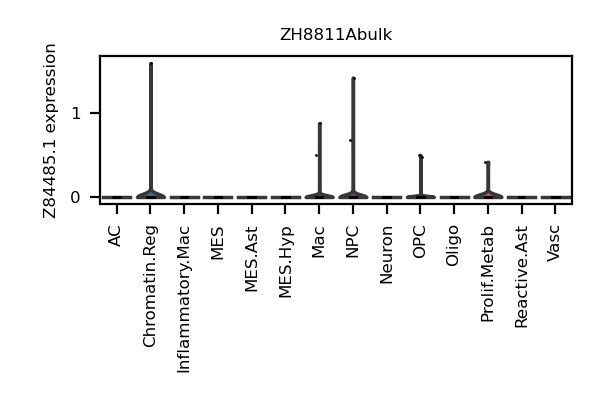 ZH8811Abulk
Z84485.1 expression
1
0
AC
Chromatin.Reg
Inflammatory.Mac
MES
MES.Ast
MES.Hyp
Mac
NPC
Neuron
OPC
Oligo
Prolif.Metab
Reactive.Ast
Vasc